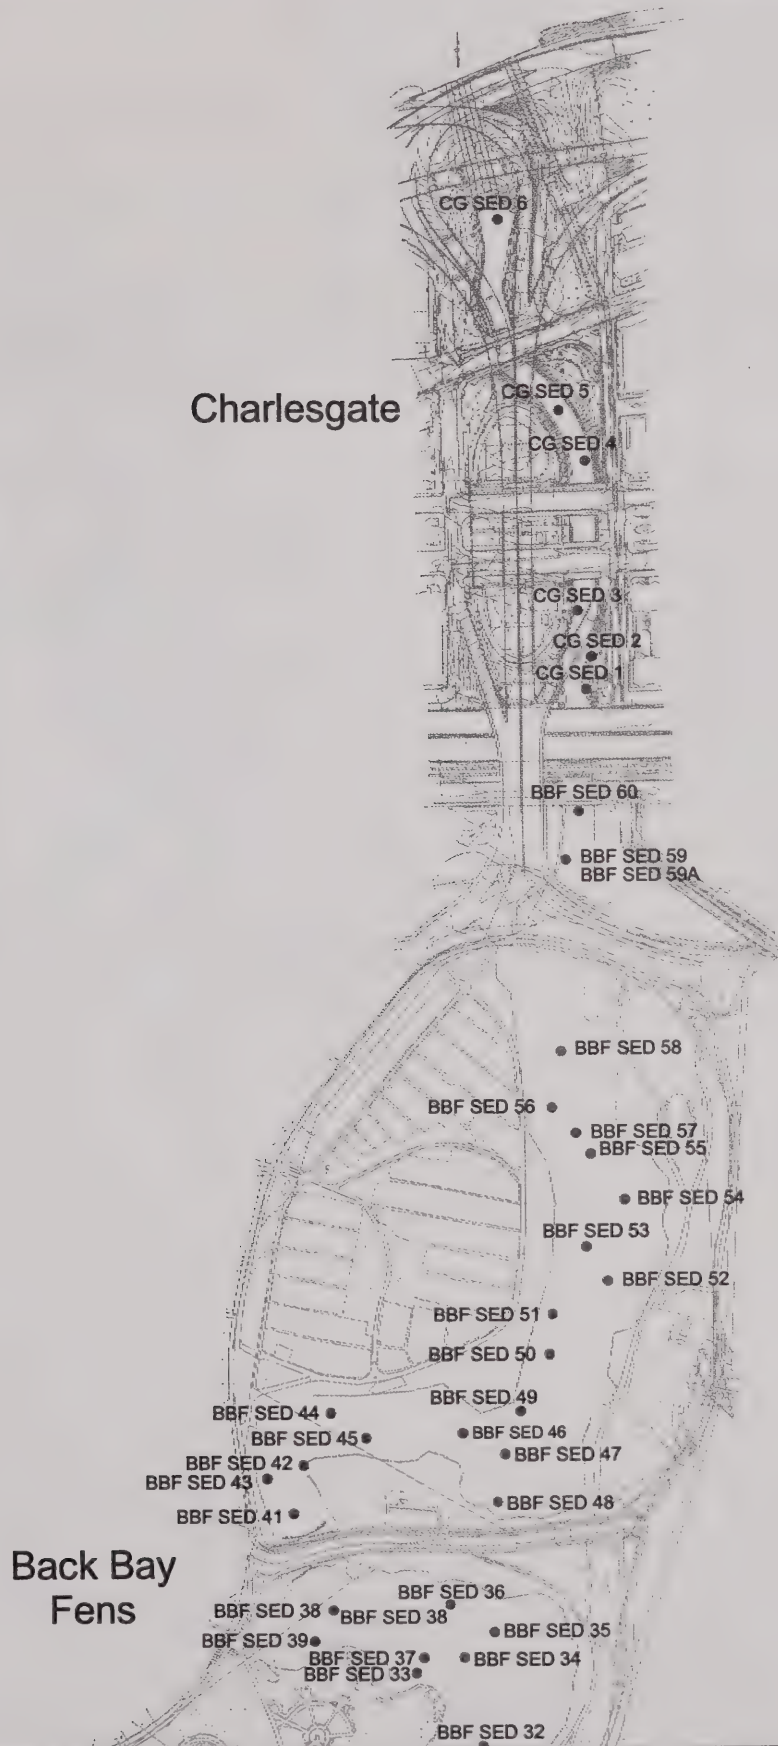 CG SED 6
CG SED 5
Charlesgate
CG SED 4
CG SED 3
CG SED 2
CG SED 1
BBF SED 60
BBF SED 59
BBF SED 59A
BBF SED 58
BBF SED 56
BBF SED 57
BBF SED 55
BBF SED 54
BBF SED 53
BBF SED 52
BBF SED 51
BBF SED 50
BBF SED 49
BBF SED 44
BBF SED 45
BBF SED 46
BBF SED 47
BBF SED 42
BBF SED 43
BBF SED 48
BBF SED 41
Back Bay
Fens
BBF SED 36
BBF SED 38
BBF SED 38
BBF SED 35
BBF SED 39
BBF SED 37
BBF SED 34
BBF SED 33
BBF SED 32